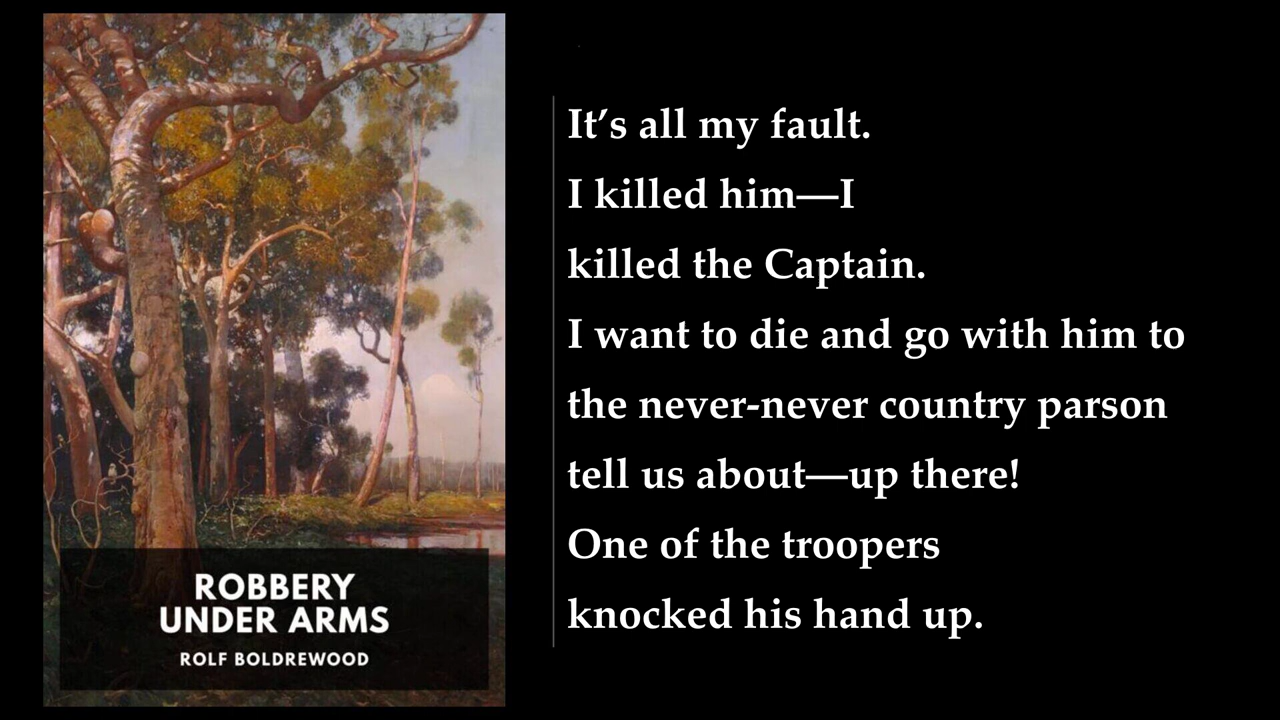 ROBBERY
UNDER ARMS
ROLF BOLDREWOOD
It’s all my fault.
I killed him—I
killed the Captain.
I want to die and go with him to
the never-never country parson
tell us about—up there!
One of the troopers
knocked his hand up.